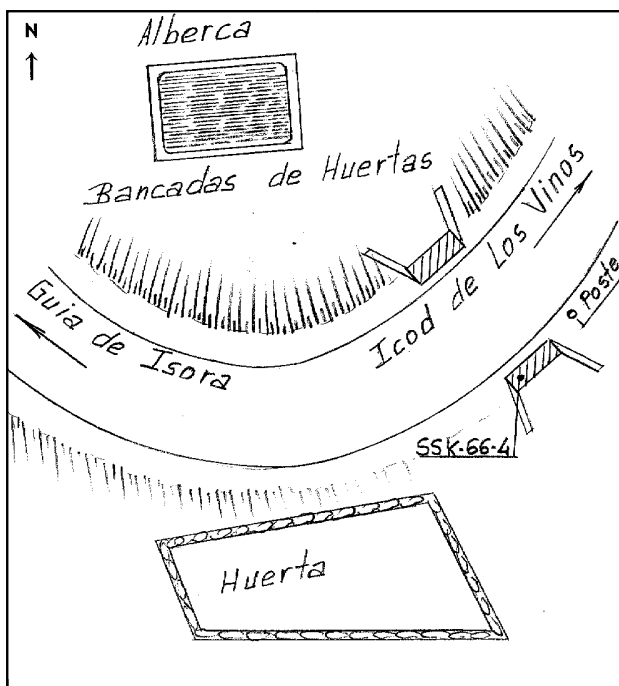 N
Alberca
Bancadas de Huertas
Guia de Isora
Icod de Los Vinos
Poste
SSK-66-4
Huerta